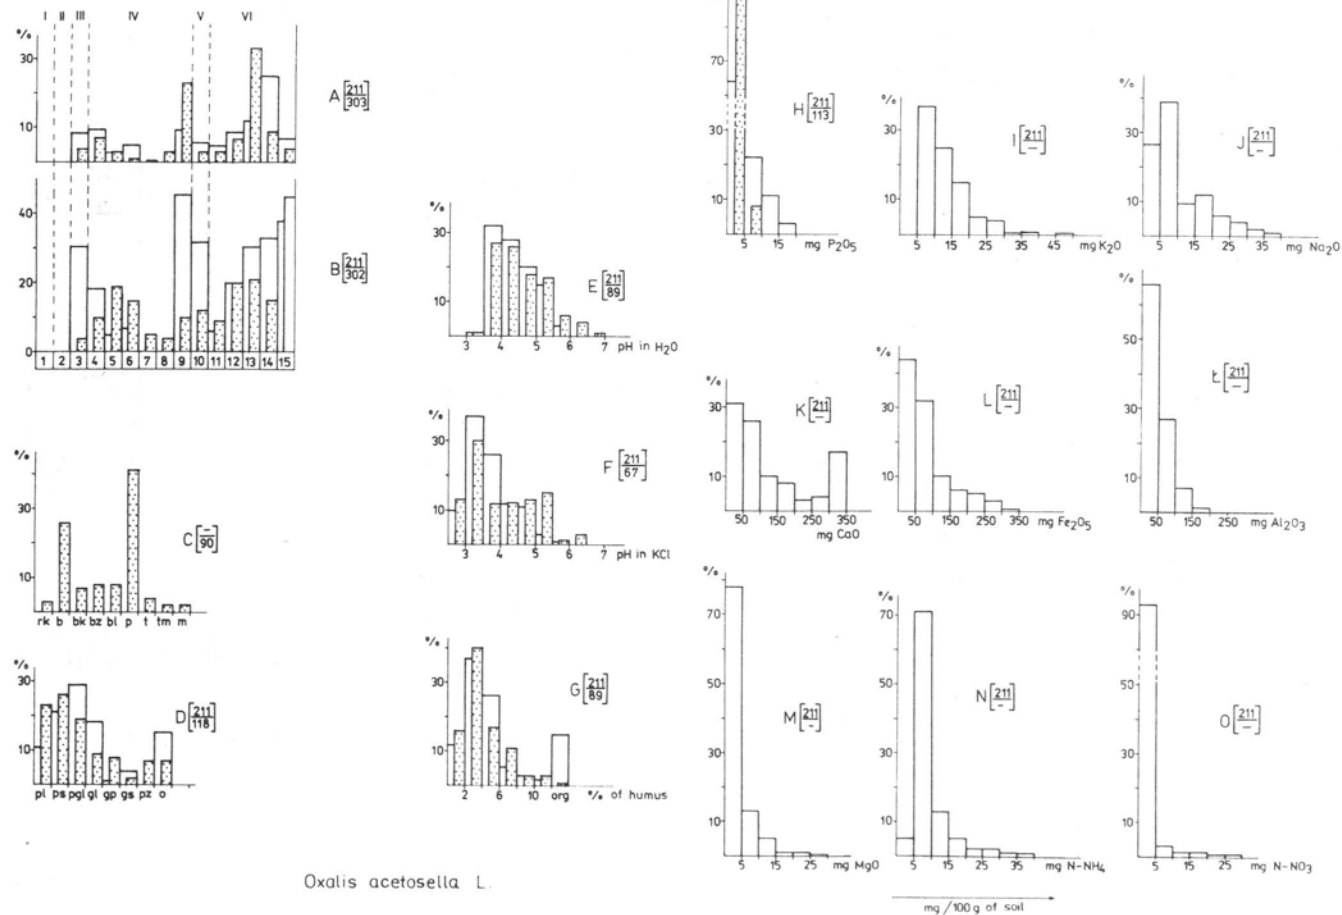 I II III IV V VI
%
30
10
A [211/303]
40
20
0
B [211/302]
1 2 3 4 5 6 7 8 9 10 11 12 13 14 15
%
30
10
C [–/90]
rk b bk bz bl p t tm m
%
30
10
D [211/118]
pl ps pgl gl gp gs pz o
%
30
10
E [211/89]
3 4 5 6 7
pH in H₂O
%
30
10
F [211/67]
3 4 5 6 7
pH in KCl
%
30
10
G [211/89]
2 6 10 org % of humus
70
30
10
H [211/113]
5 15
mg P₂O₅
%
30
10
I [211/–]
5 15 25 35 45 mg K₂O
%
30
10
J [211/–]
5 15 25 35 mg Na₂O
%
30
10
K [211/–]
50 150 250 350
mg CaO
%
30
10
L [211/–]
50 150 250 350 mg Fe₂O₅
%
50
30
10
Ł [211/–]
50 150 250 mg Al₂O₃
%
70
50
30
10
M [211/–]
5 15 25 mg MgO
%
70
50
30
10
N [211/–]
5 15 25 35 mg N-NH₄
%
90
50
30
10
O [211/–]
5 15 25 mg N-NO₃
mg/100g of soil
Oxalis acetosella L.